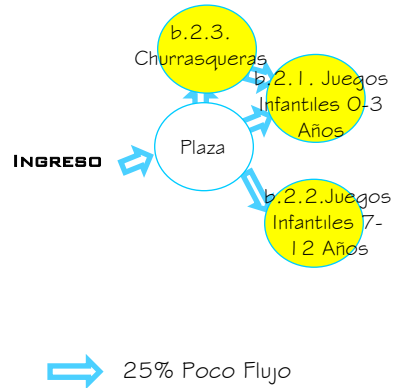 b.2.3.
Churrasqueras
b.2.1. Juegos
Infantiles 0-3
Años
INGRESO
Plaza
b.2.2.Juegos
Infantiles 7-
12 Años
25% Poco Flujo